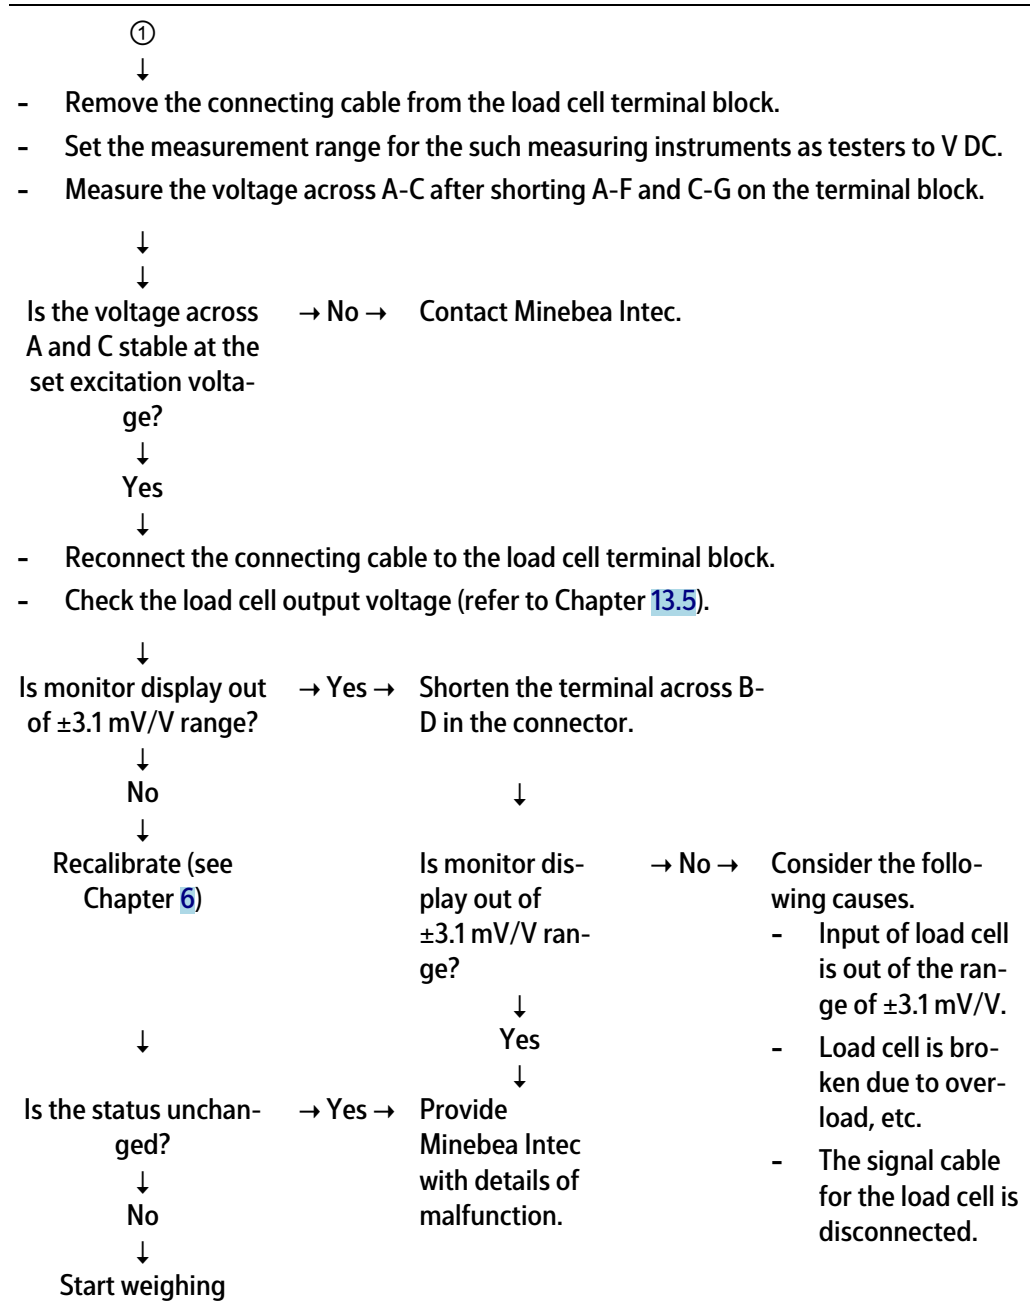 ①
↓
- Remove the connecting cable from the load cell terminal block.
- Set the measurement range for the such measuring instruments as testers to V DC.
- Measure the voltage across A-C after shorting A-F and C-G on the terminal block.
↓
↓
Is the voltage across → No → Contact Minebea Intec.
A and C stable at the
set excitation volta-
ge?
↓
Yes
↓
- Reconnect the connecting cable to the load cell terminal block.
- Check the load cell output voltage (refer to Chapter 13.5).
↓
Is monitor display out → Yes → Shorten the terminal across B-
of ±3.1 mV/V range? D in the connector.
↓
No ↓
↓
Recalibrate (see
Chapter 6)
Is monitor dis-
play out of
±3.1 mV/V ran-
ge?
→ No →
Consider the follo-
wing causes.
- Input of load cell
is out of the ran-
ge of ±3.1 mV/V.
- Load cell is bro-
ken due to over-
load, etc.
- The signal cable
for the load cell is
disconnected.
↓
Yes
↓
↓
Is the status unchan-
ged?
→ Yes →
Provide
Minebea Intec
with details of
malfunction.
↓
No
↓
Start weighing